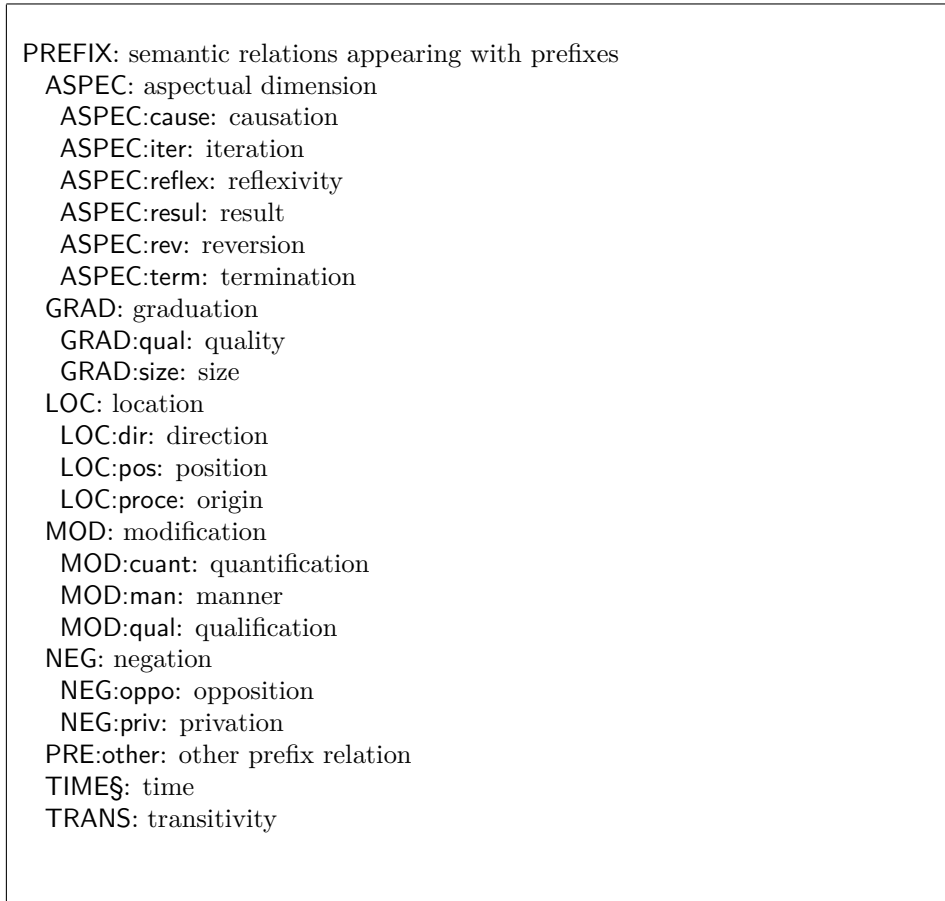 PREFIX: semantic relations appearing with prefixes
ASPEC: aspectual dimension
ASPEC:cause: causation
ASPEC:iter: iteration
ASPEC:reflex: reflexivity
ASPEC:resul: result
ASPEC:rev: reversion
ASPEC:term: termination
GRAD: graduation
GRAD:qual: quality
GRAD:size: size
LOC: location
LOC:dir: direction
LOC:pos: position
LOC:proce: origin
MOD: modification
MOD:cuant: quantification
MOD:man: manner
MOD:qual: qualification
NEG: negation
NEG:oppo: opposition
NEG:priv: privation
PRE:other: other prefix relation
TIME§: time
TRANS: transitivity